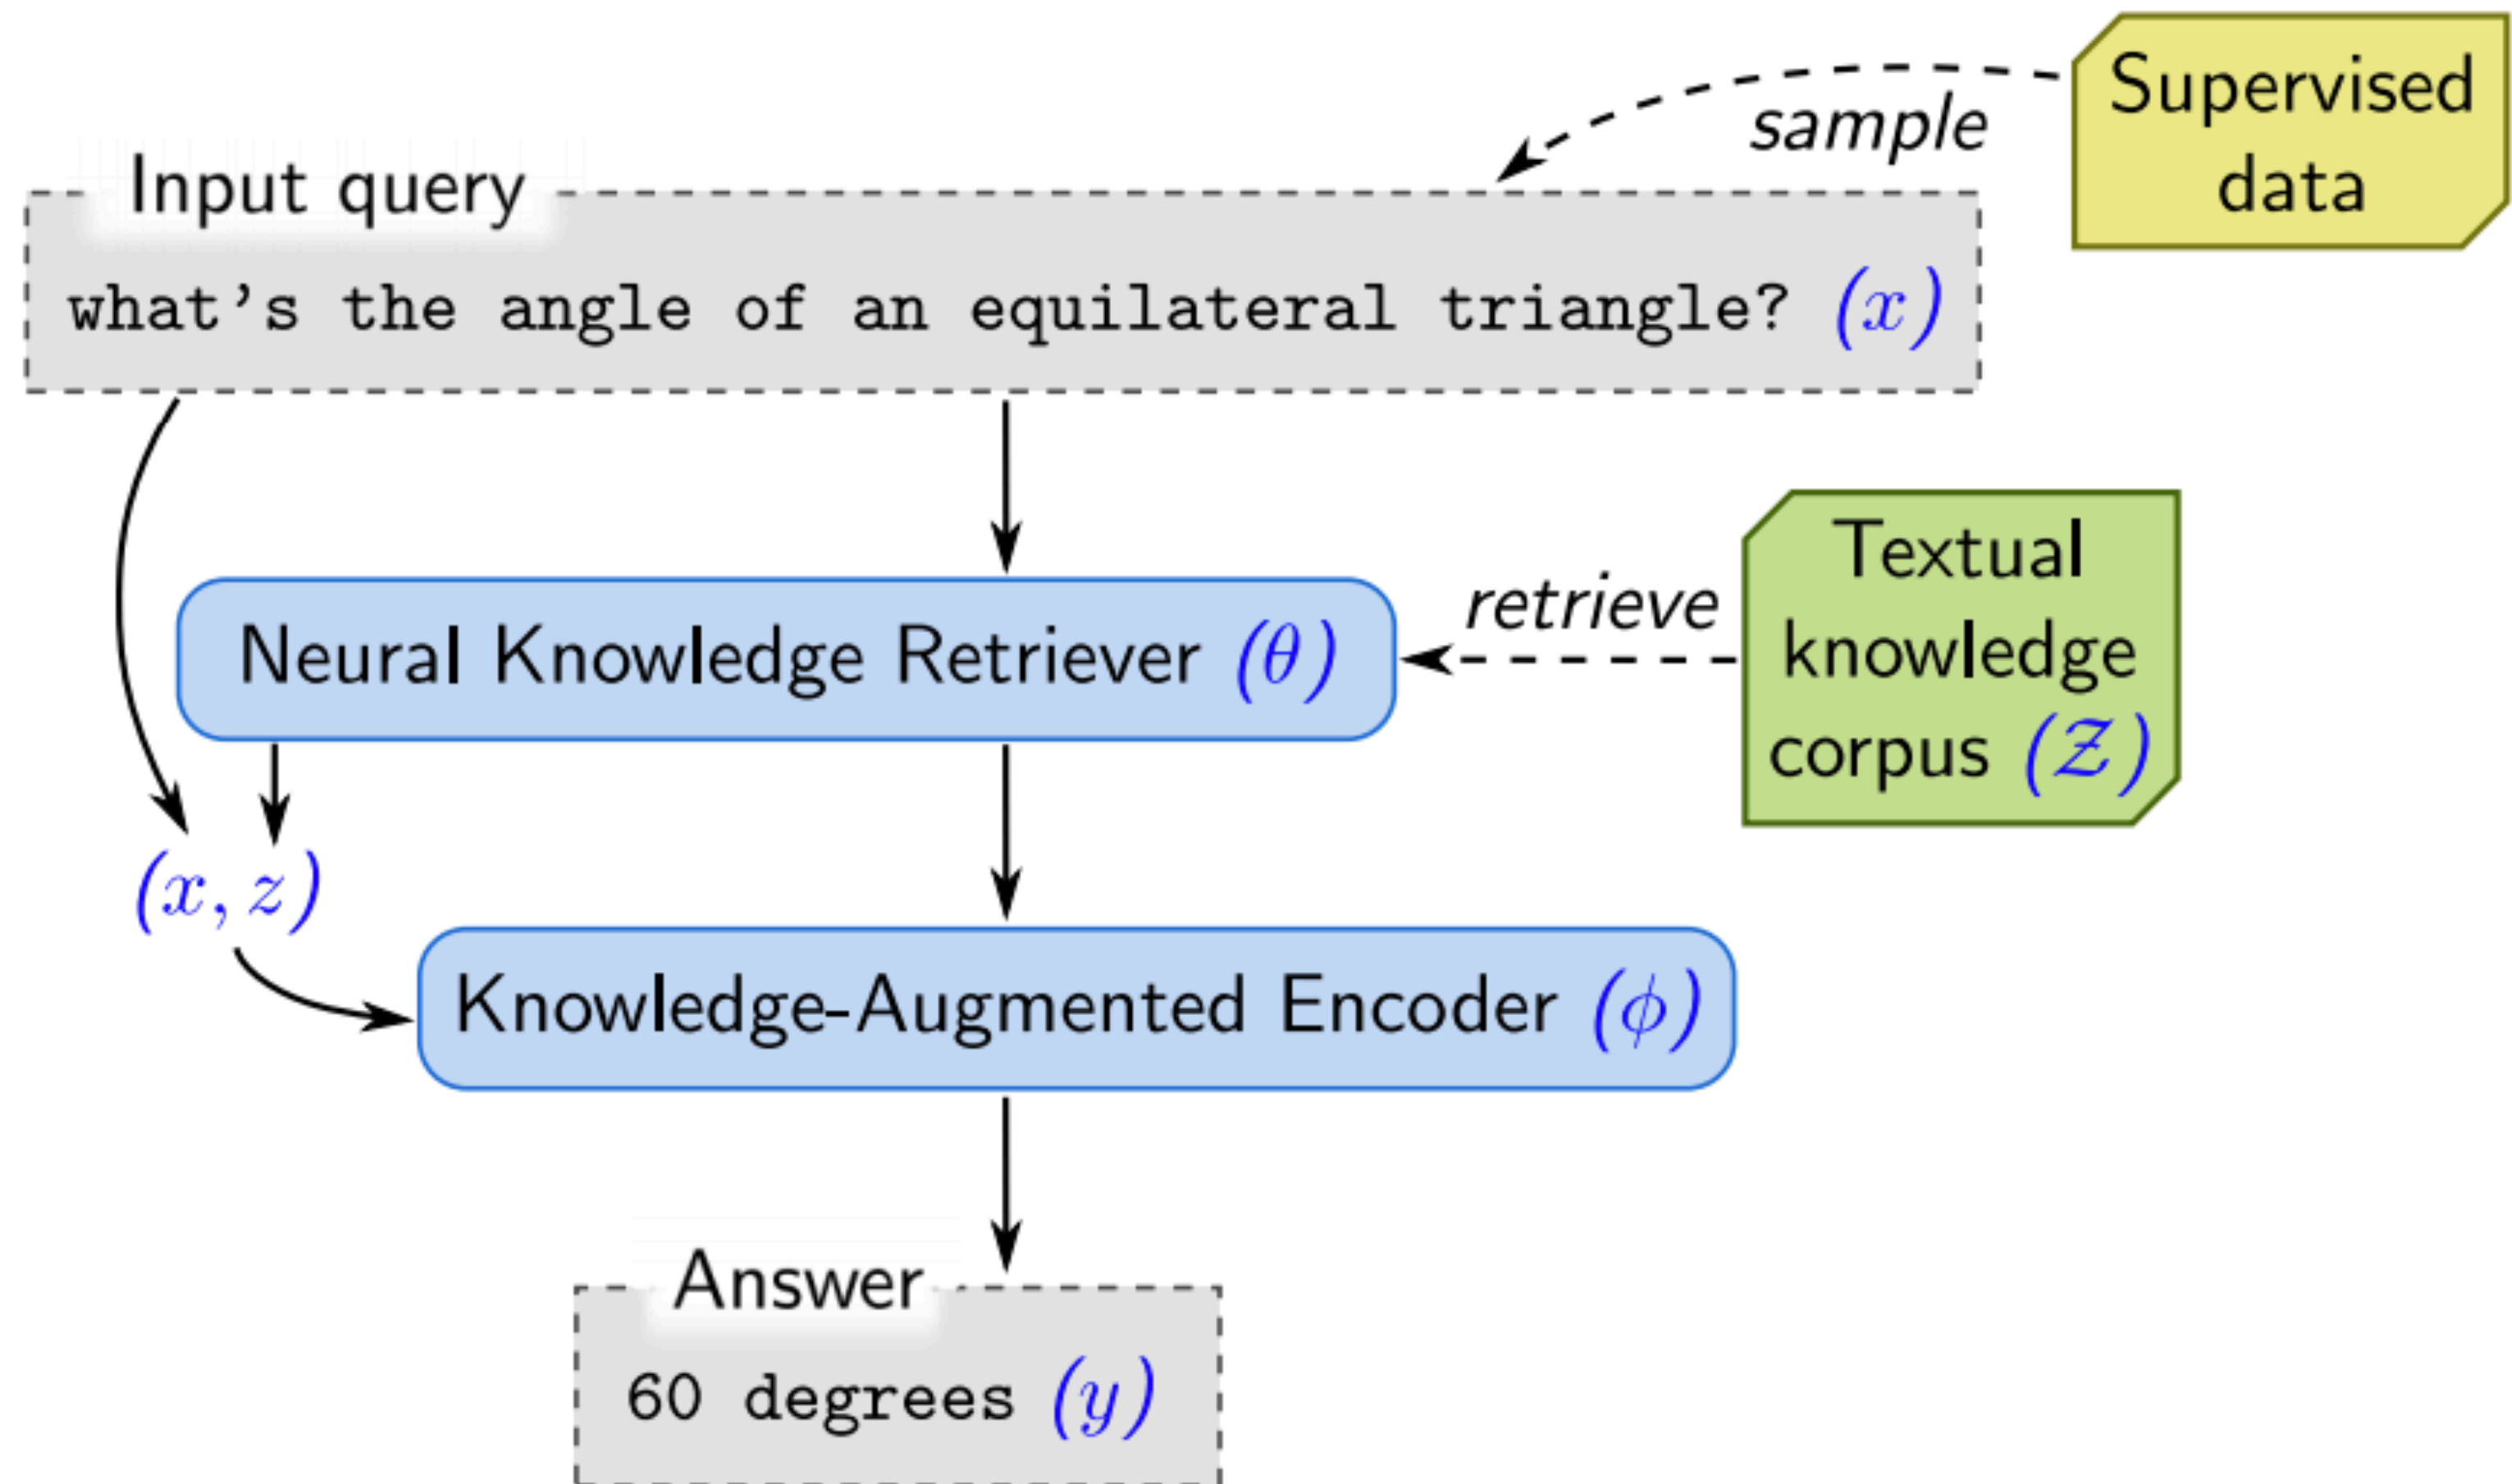 Supervised
data
sample
Input query
what's the angle of an equilateral triangle? (x)
Textual
knowledge
corpus (𝒵)
retrieve
Neural Knowledge Retriever (θ)
(x, z)
Knowledge-Augmented Encoder (ϕ)
Answer
60 degrees (y)